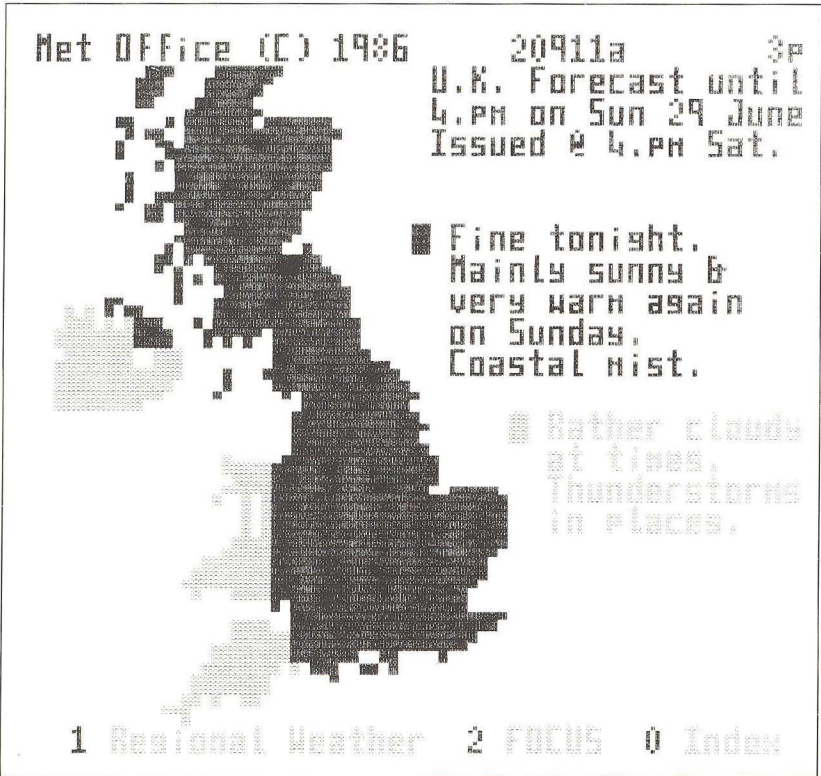 Met Office (C) 1986 20911a 3p
U.K. Forecast until
4.PM on Sun 29 June
Issued @ 4.PM Sat.
Fine tonight.
Mainly sunny &
very warm again
on Sunday.
Coastal mist.
Rather cloudy
at times.
Thunderstorms
in places.
1 Regional Weather 2 FOCUS 0 Index